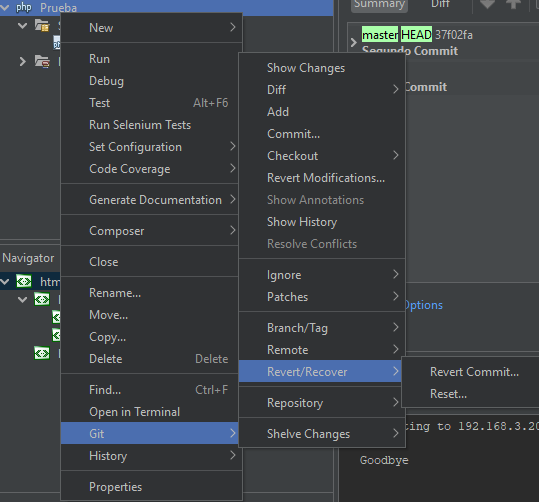 php Prueba
Summary Diff
New
master HEAD 37f02fa
Segundo Commit
Run
Debug
Test Alt+F6
Run Selenium Tests
Set Configuration
Code Coverage
Generate Documentation
Composer
Close
Rename...
Move...
Copy...
Delete Delete
Find... Ctrl+F
Open in Terminal
Git
History
Properties
Show Changes
Diff
Add
Commit...
Checkout
Revert Modifications...
Show Annotations
Show History
Resolve Conflicts
Ignore
Patches
Branch/Tag
Remote
Revert/Recover
Repository
Shelve Changes
Revert Commit...
Reset...
Commit
Options
Navigator
htm
ting to 192.168.3.20
Goodbye